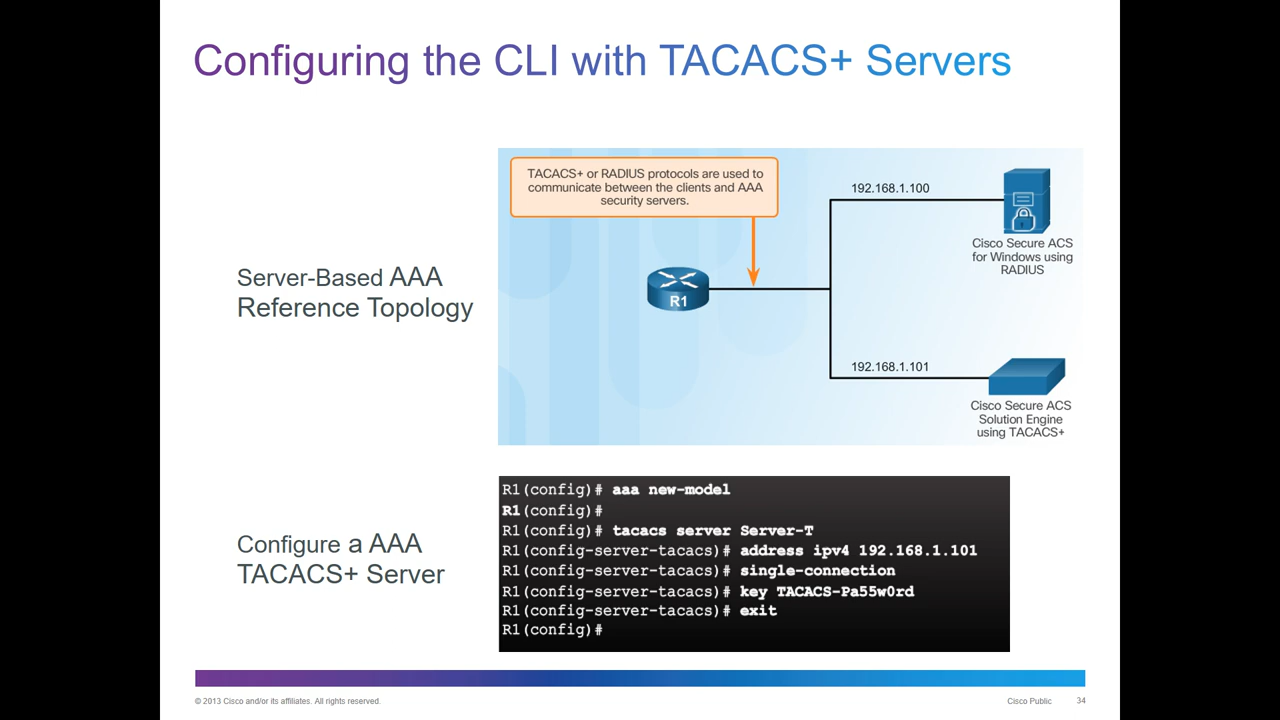 Configuring the CLI with TACACS+ Servers
TACACS+ or RADIUS protocols are used to
communicate between the clients and AAA
security servers.
192.168.1.100
Cisco Secure ACS
for Windows using
RADIUS
Server-Based AAA
Reference Topology
R1
192.168.1.101
Cisco Secure ACS
Solution Engine
using TACACS+
Configure a AAA
TACACS+ Server
R1(config)# aaa new-model
R1(config)#
R1(config)# tacacs server Server-T
R1(config-server-tacacs)# address ipv4 192.168.1.101
R1(config-server-tacacs)# single-connection
R1(config-server-tacacs)# key TACACS-Pa55w0rd
R1(config-server-tacacs)# exit
R1(config)#
© 2013 Cisco and/or its affiliates. All rights reserved.
Cisco Public
34